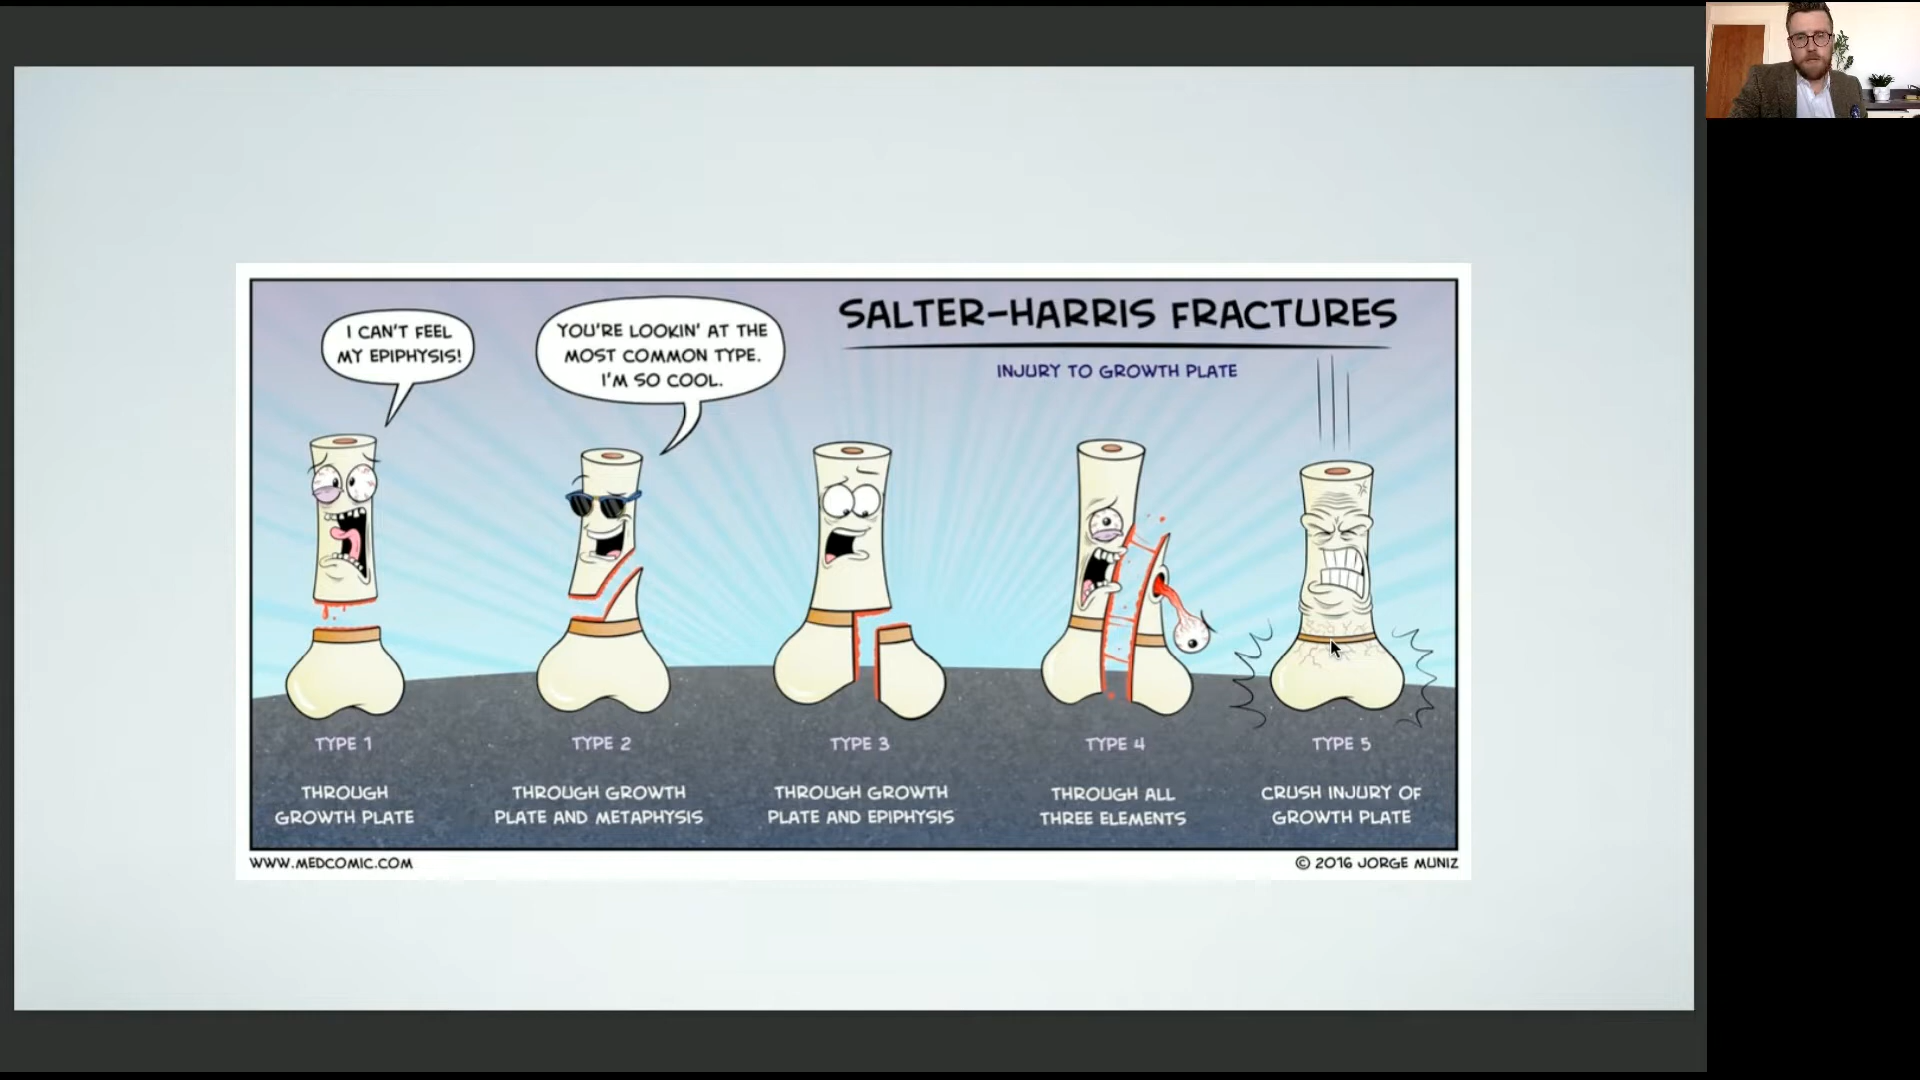 SALTER-HARRIS FRACTURES
INJURY TO GROWTH PLATE
I CAN'T FEEL
MY EPIPHYSIS!
YOU'RE LOOKIN' AT THE
MOST COMMON TYPE.
I'M SO COOL.
TYPE 1
THROUGH
GROWTH PLATE
TYPE 2
THROUGH GROWTH
PLATE AND METAPHYSIS
TYPE 3
THROUGH GROWTH
PLATE AND EPIPHYSIS
TYPE 4
THROUGH ALL
THREE ELEMENTS
TYPE 5
CRUSH INJURY OF
GROWTH PLATE
WWW.MEDCOMIC.COM
© 2016 JORGE MUNIZ